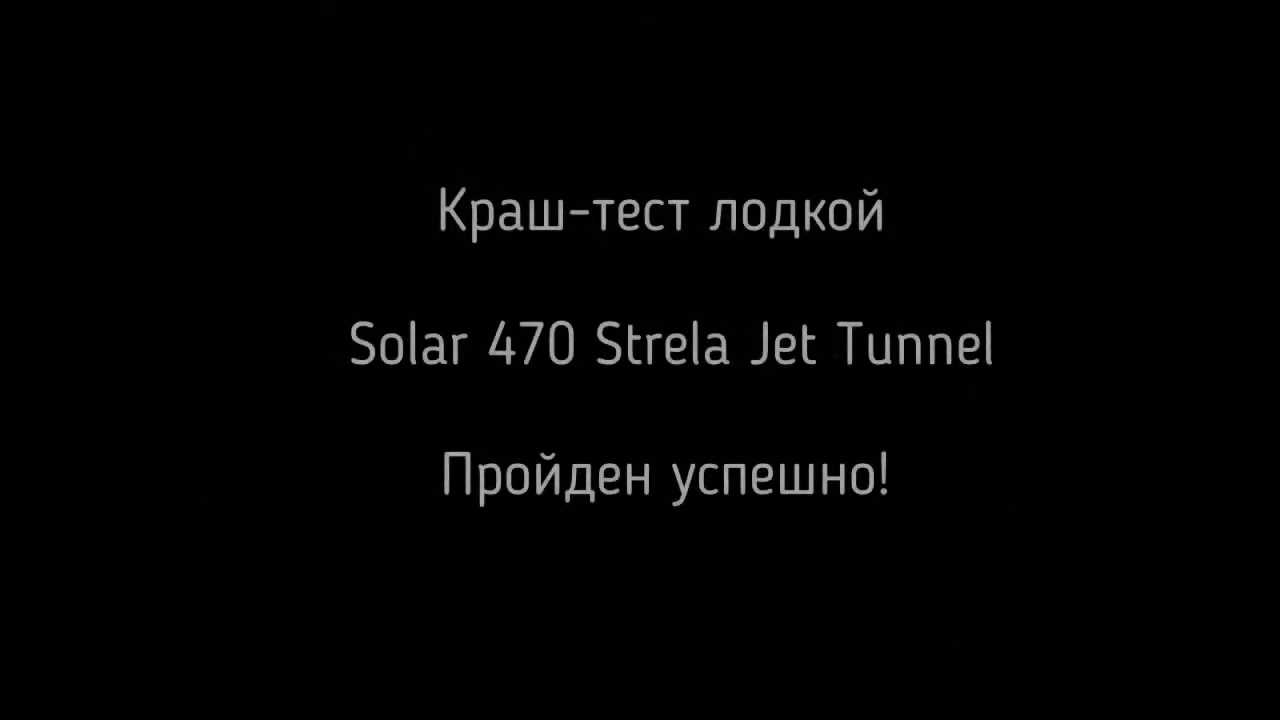 Краш-тест лодкой
Solar 470 Strela Jet Tunnel
Пройден успешно!